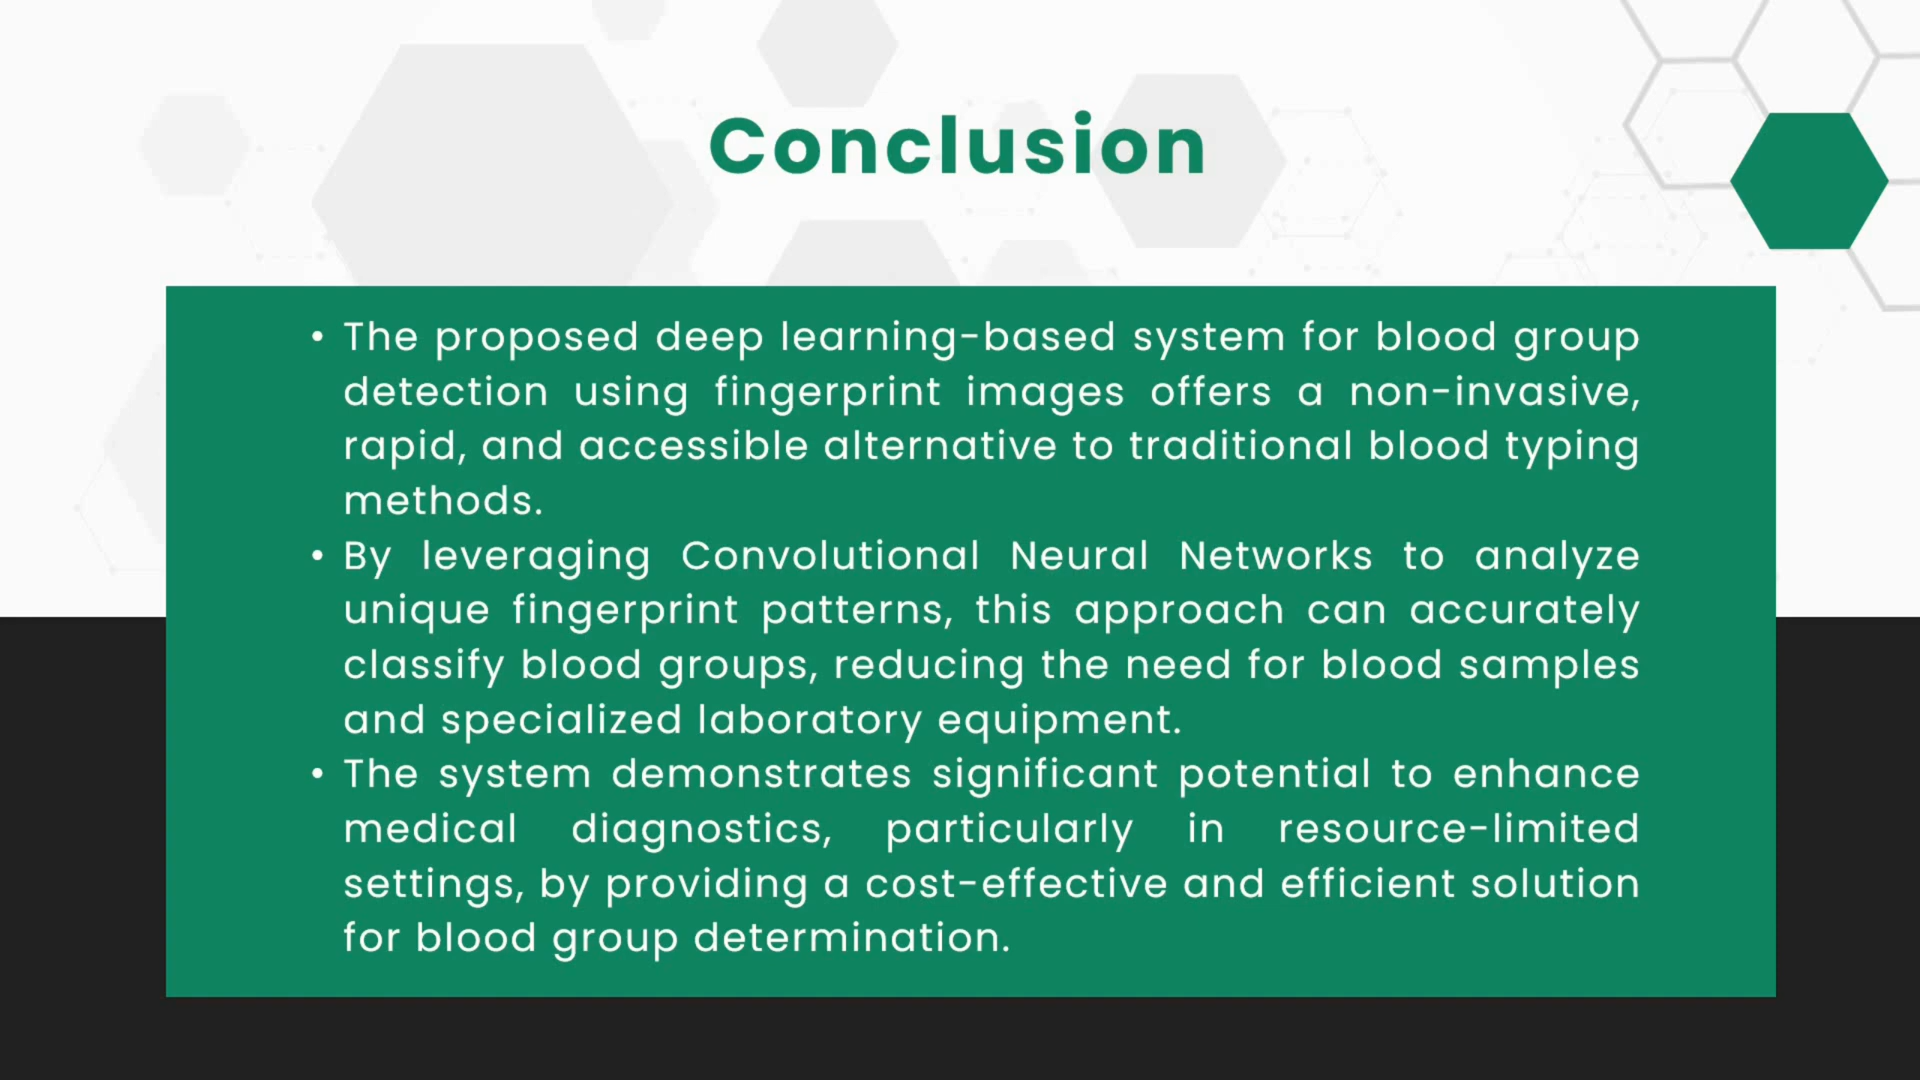 Conclusion
• The proposed deep learning-based system for blood group
detection using fingerprint images offers a non-invasive,
rapid, and accessible alternative to traditional blood typing
methods.
• By leveraging Convolutional Neural Networks to analyze
unique fingerprint patterns, this approach can accurately
classify blood groups, reducing the need for blood samples
and specialized laboratory equipment.
• The system demonstrates significant potential to enhance
medical diagnostics, particularly in resource-limited
settings, by providing a cost-effective and efficient solution
for blood group determination.